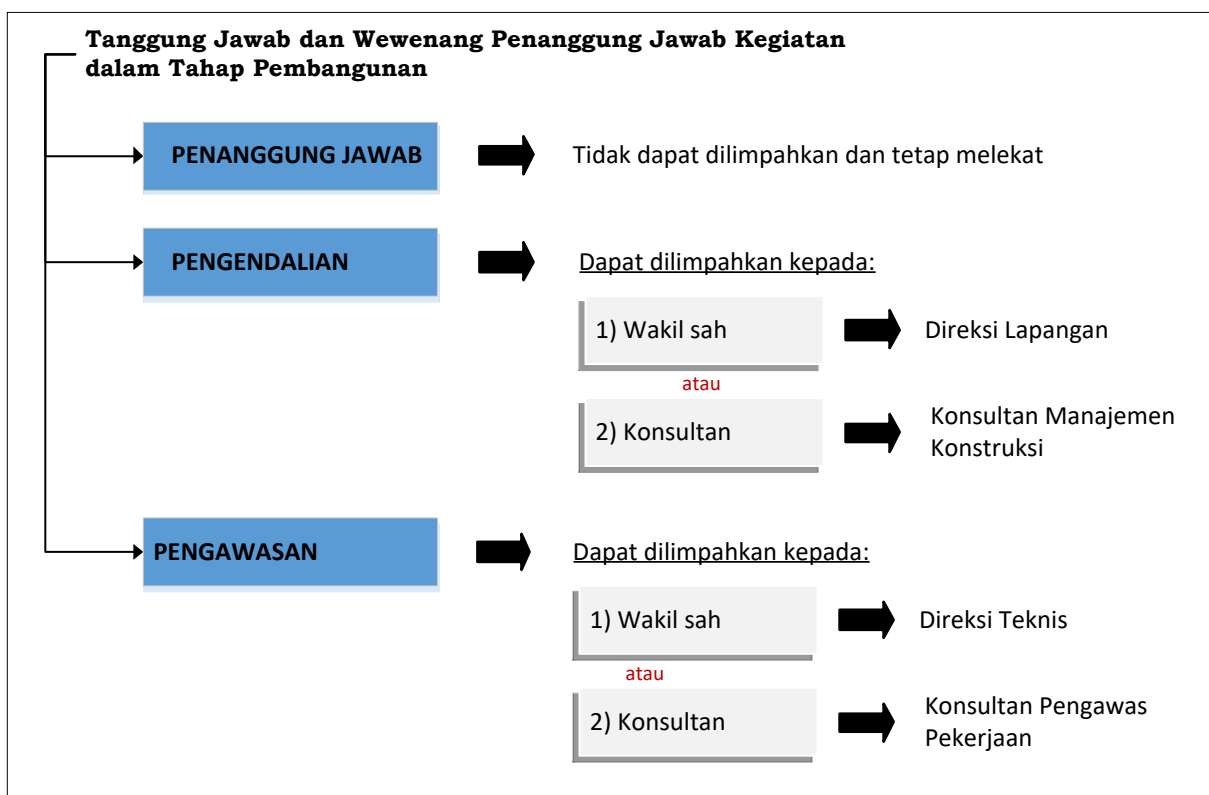 Tanggung Jawab dan Wewenang Penanggung Jawab Kegiatan
dalam Tahap Pembangunan
PENANGGUNG JAWAB
Tidak dapat dilimpahkan dan tetap melekat
PENGENDALIAN
Dapat dilimpahkan kepada:
1) Wakil sah
Direksi Lapangan
atau
2) Konsultan
Konsultan Manajemen
Konstruksi
PENGAWASAN
Dapat dilimpahkan kepada:
1) Wakil sah
Direksi Teknis
atau
2) Konsultan
Konsultan Pengawas
Pekerjaan